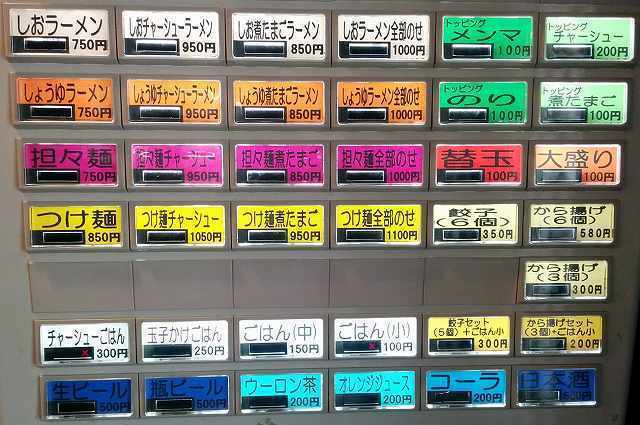 しおラーメン
750円
しおチャーシューラーメン
950円
しお煮たまごラーメン
850円
しおラーメン全部のせ
1000円
トッピング
メンマ
100円
トッピング
チャーシュー
200円
しょうゆラーメン
750円
しょうゆチャーシューラーメン
950円
しょうゆ煮たまごラーメン
850円
しょうゆラーメン全部のせ
1000円
トッピング
のり
100円
トッピング
煮たまご
100円
担々麺
750円
担々麺チャーシュー
950円
担々麺煮たまご
850円
担々麺全部のせ
1000円
替玉
100円
大盛り
100円
つけ麺
850円
つけ麺チャーシュー
1050円
つけ麺煮たまご
950円
つけ麺全部のせ
1100円
餃子
(6個)
350円
から揚げ
(6個)
580円
から揚げ
(3個)
300円
チャーシューごはん
×
300円
玉子かけごはん
250円
ごはん(中)
150円
ごはん(小)
×
100円
餃子セット
(5個)+ごはん小
300円
から揚げセット
(3個)+ごはん小
200円
生ビール
500円
瓶ビール
500円
ウーロン茶
200円
オレンジジュース
200円
コーラ
200円
日本酒
500円